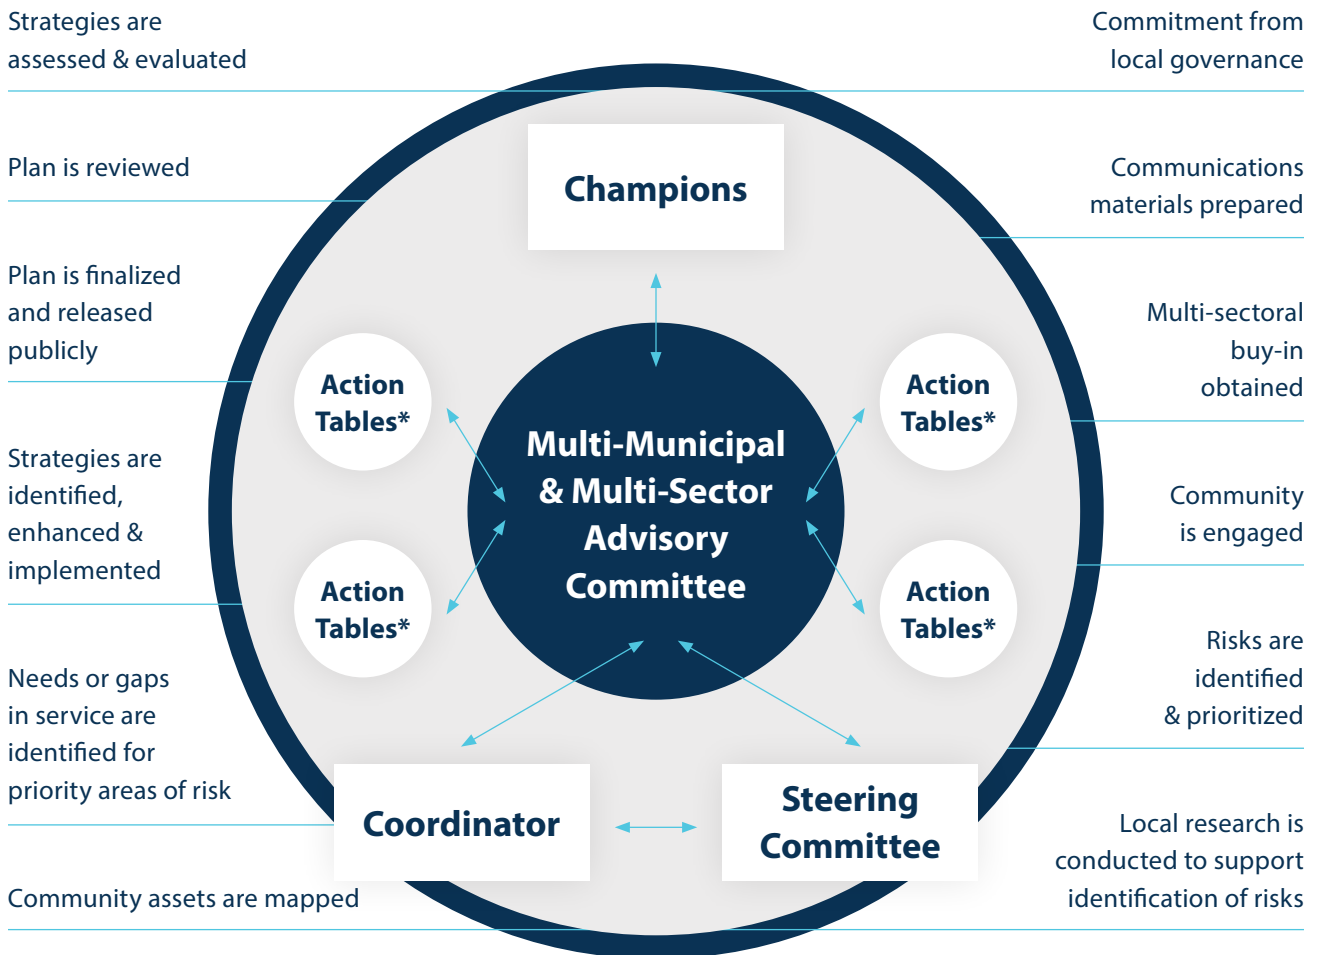 Strategies are
assessed & evaluated
Plan is reviewed
Plan is finalized
and released
publicly
Strategies are
identified,
enhanced &
implemented
Needs or gaps
in service are
identified for
priority areas of risk
Community assets are mapped
Champions
Action
Tables*
Action
Tables*
Multi-Municipal
& Multi-Sector
Advisory
Committee
Action
Tables*
Action
Tables*
Coordinator
Steering
Committee
Commitment from
local governance
Communications
materials prepared
Multi-sectoral
buy-in
obtained
Community
is engaged
Risks are
identified
& prioritized
Local research is
conducted to support
identification of risks